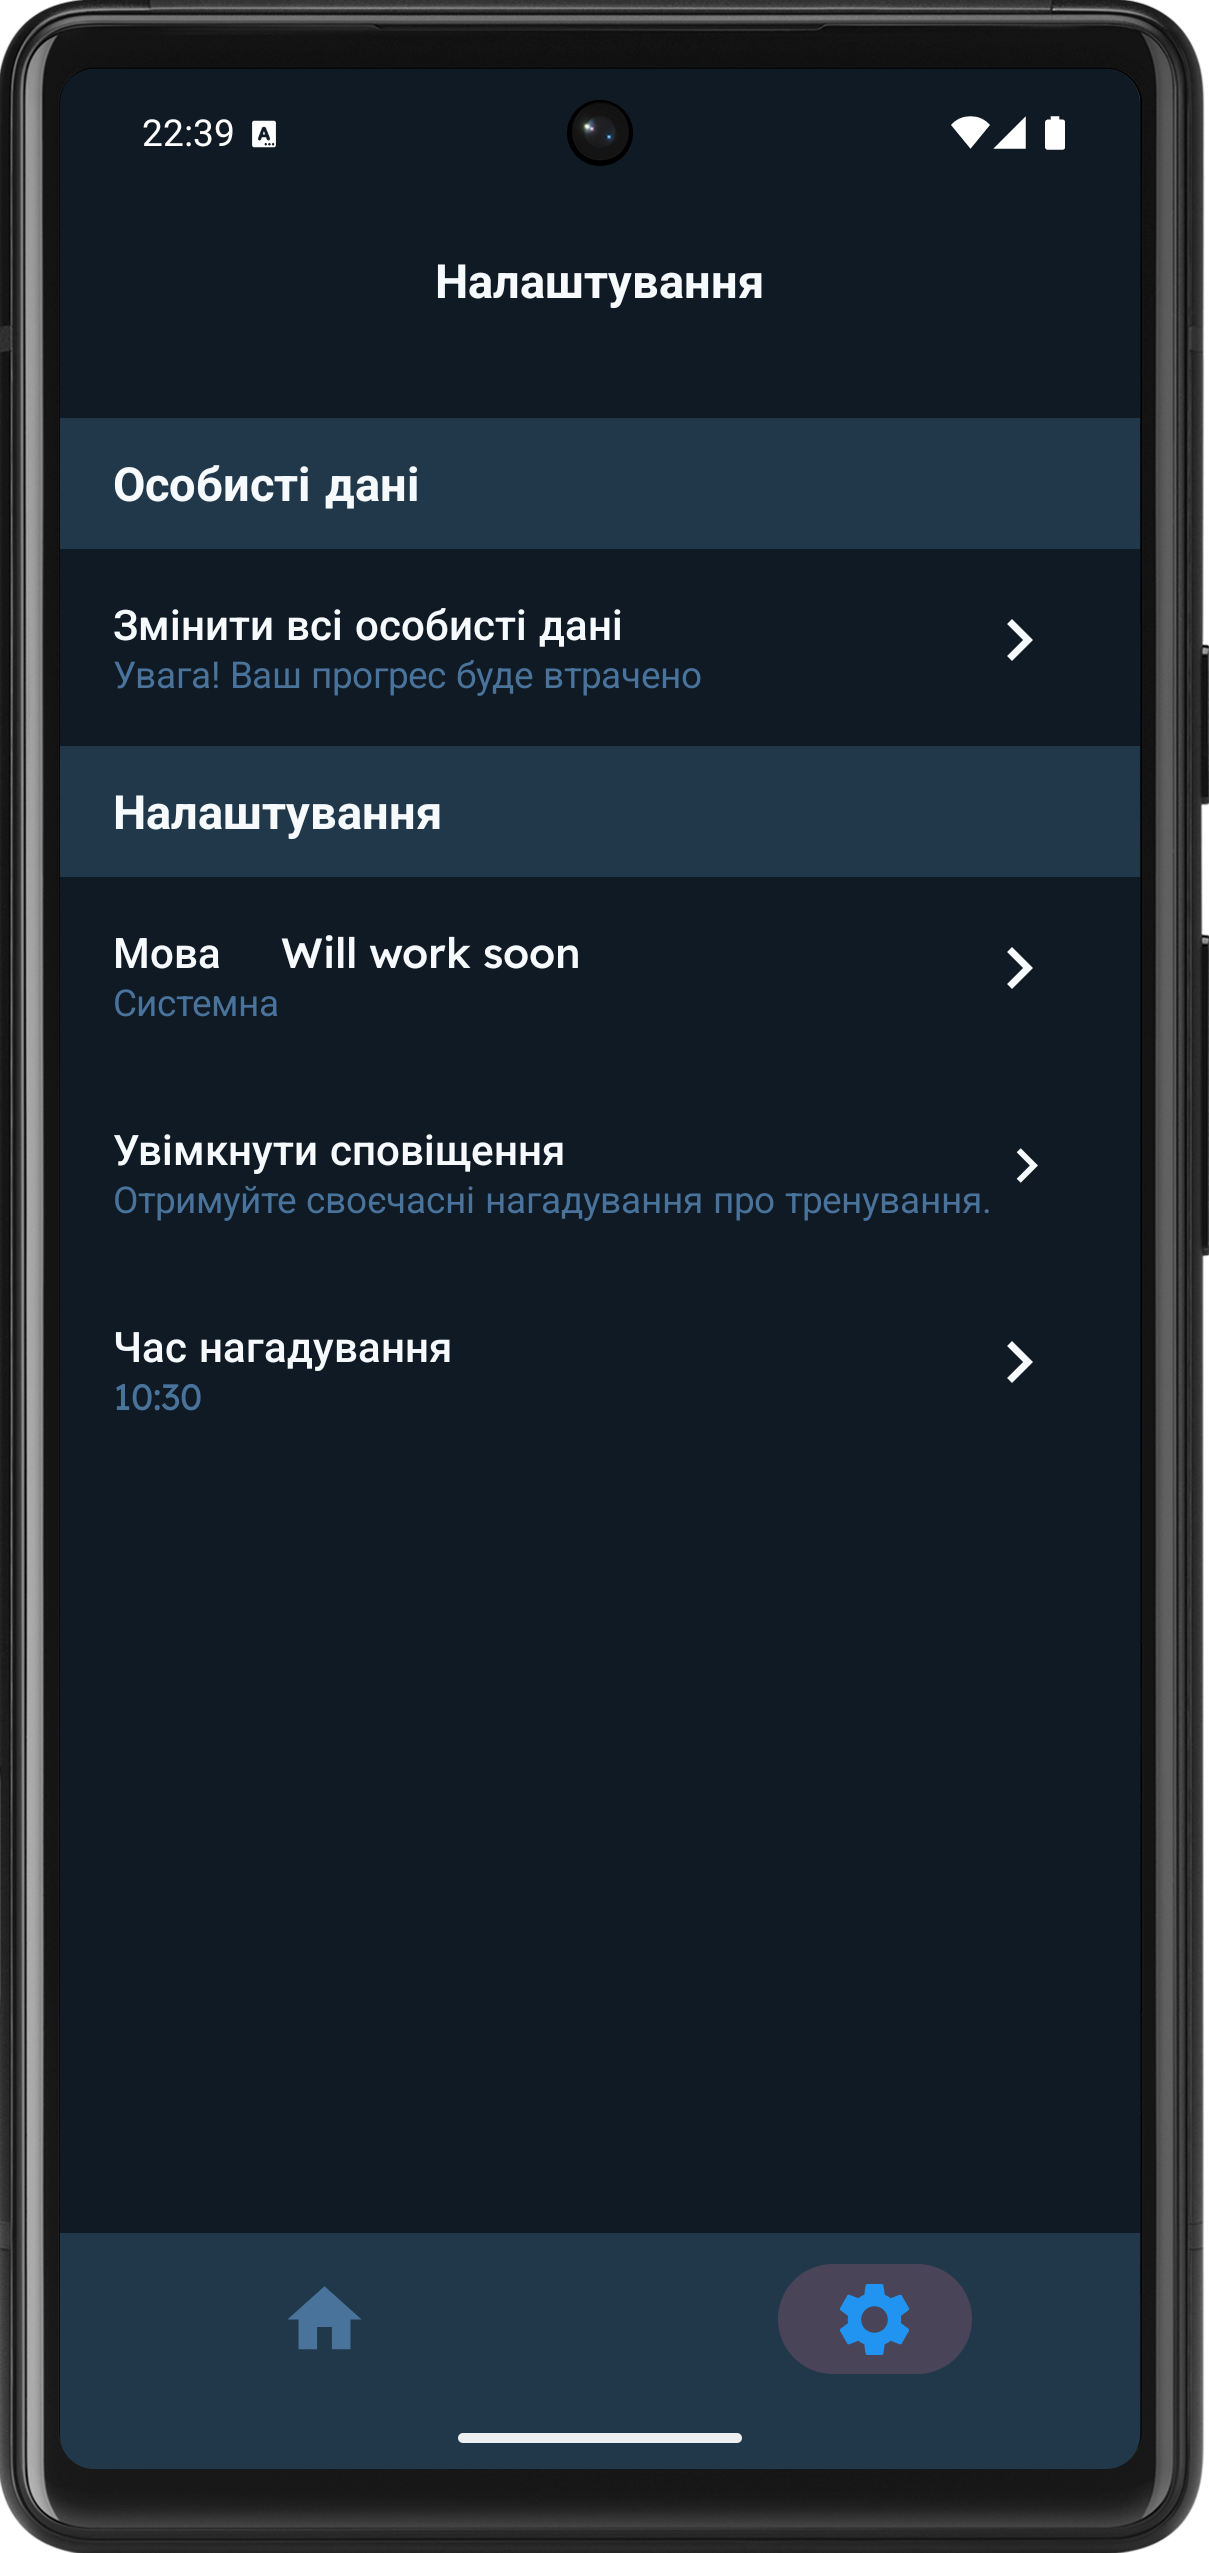 22:39
Налаштування
Особисті дані
Змінити всі особисті дані
Увага! Ваш прогрес буде втрачено
Налаштування
Мова Will work soon
Системна
Увімкнути сповіщення
Отримуйте своєчасні нагадування про тренування.
Час нагадування
10:30